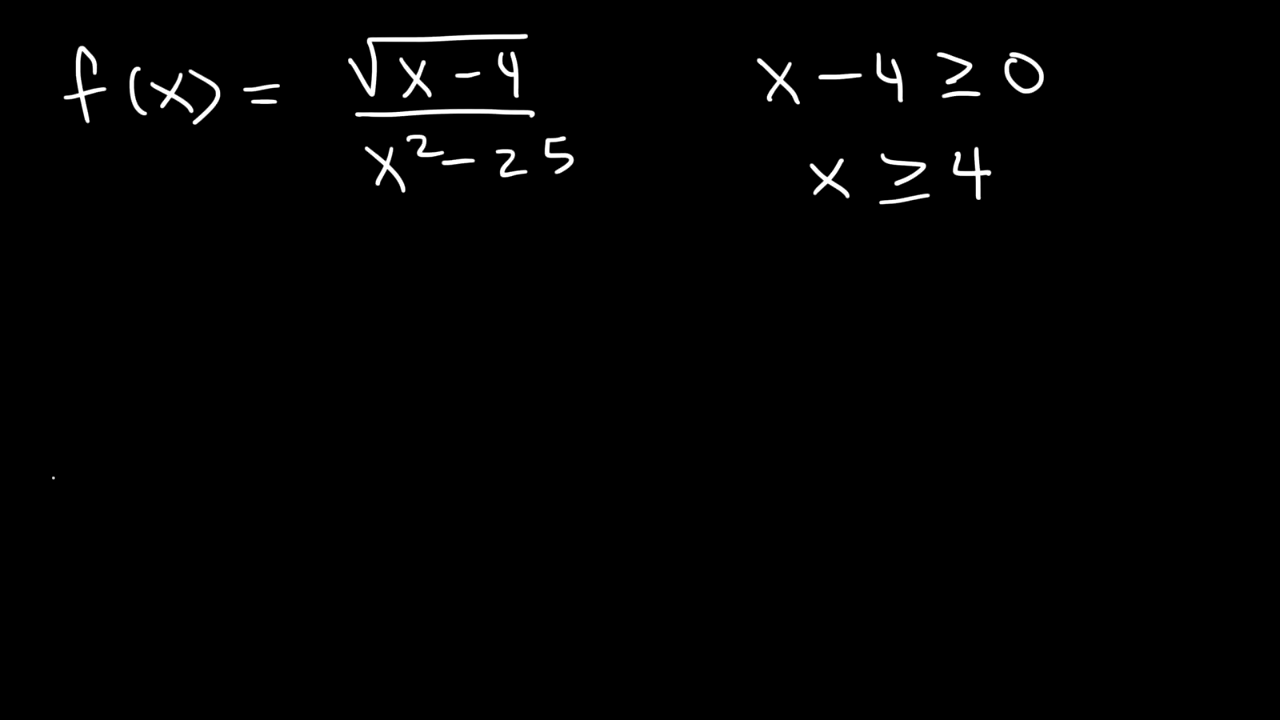 f(x) = √(x-4) / (x²-25)
x-4 ≥ 0
x ≥ 4